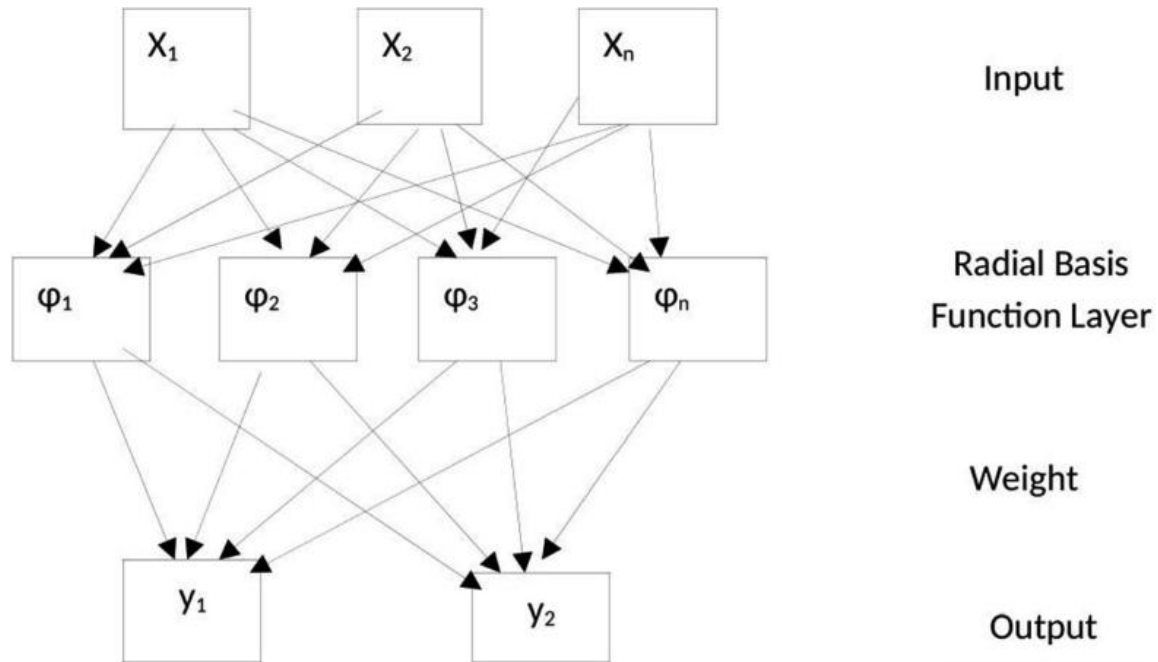 X₁ X₂ Xₙ Input
Radial Basis
φ₁ φ₂ φ₃ φₙ
Function Layer
Weight
y₁ y₂
Output